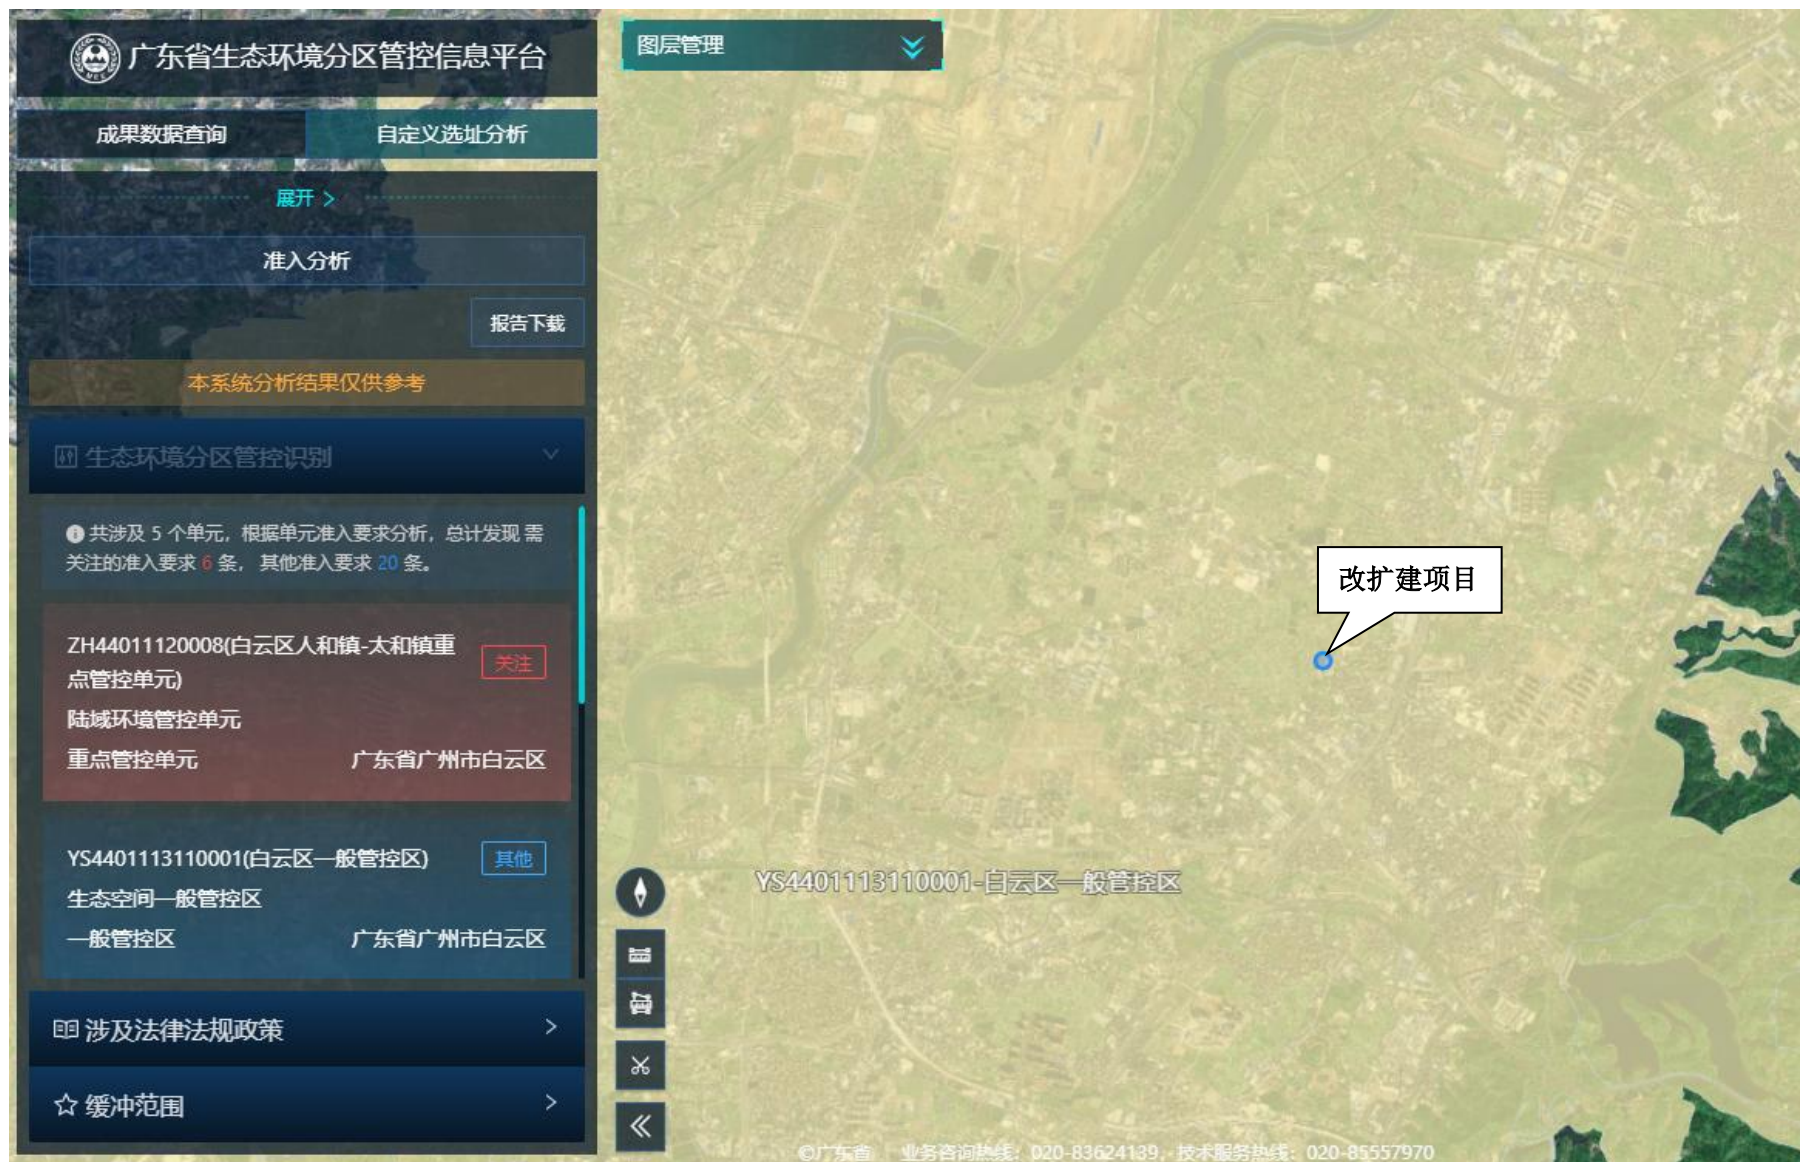 广东省生态环境分区管控信息平台
成果数据查询
自定义选址分析
展开 >
准入分析
报告下载
本系统分析结果仅供参考
生态环境分区管控识别
共涉及 5 个单元，根据单元准入要求分析，总计发现 需
关注的准入要求 6 条， 其他准入要求 20 条。
ZH44011120008(白云区人和镇-太和镇重
点管控单元)
关注
陆域环境管控单元
重点管控单元 广东省广州市白云区
YS4401113110001(白云区一般管控区)
其他
生态空间一般管控区
一般管控区 广东省广州市白云区
涉及法律法规政策
缓冲范围
图层管理
改扩建项目
YS4401113110001-白云区一般管控区
©广东省 业务咨询热线：020-83624139，技术服务热线：020-85557970